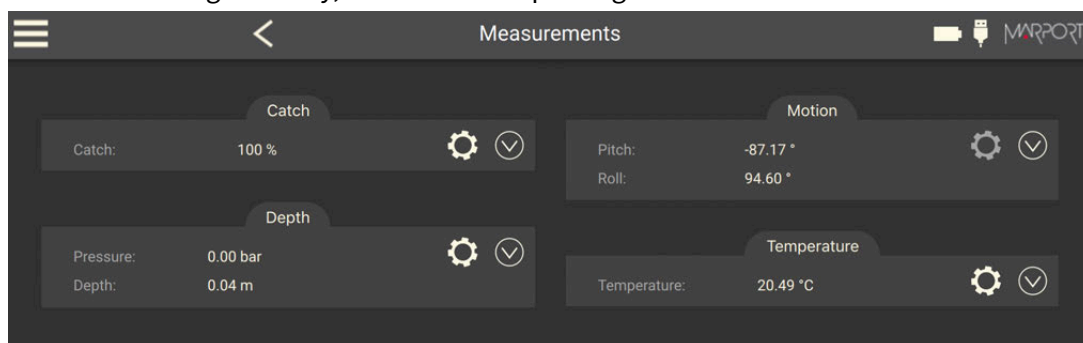 Measurements
MARPORT
Catch
Catch: 100 %
Depth
Pressure: 0.00 bar
Depth: 0.04 m
Motion
Pitch: -87.17 °
Roll: 94.60 °
Temperature
Temperature: 20.49 °C